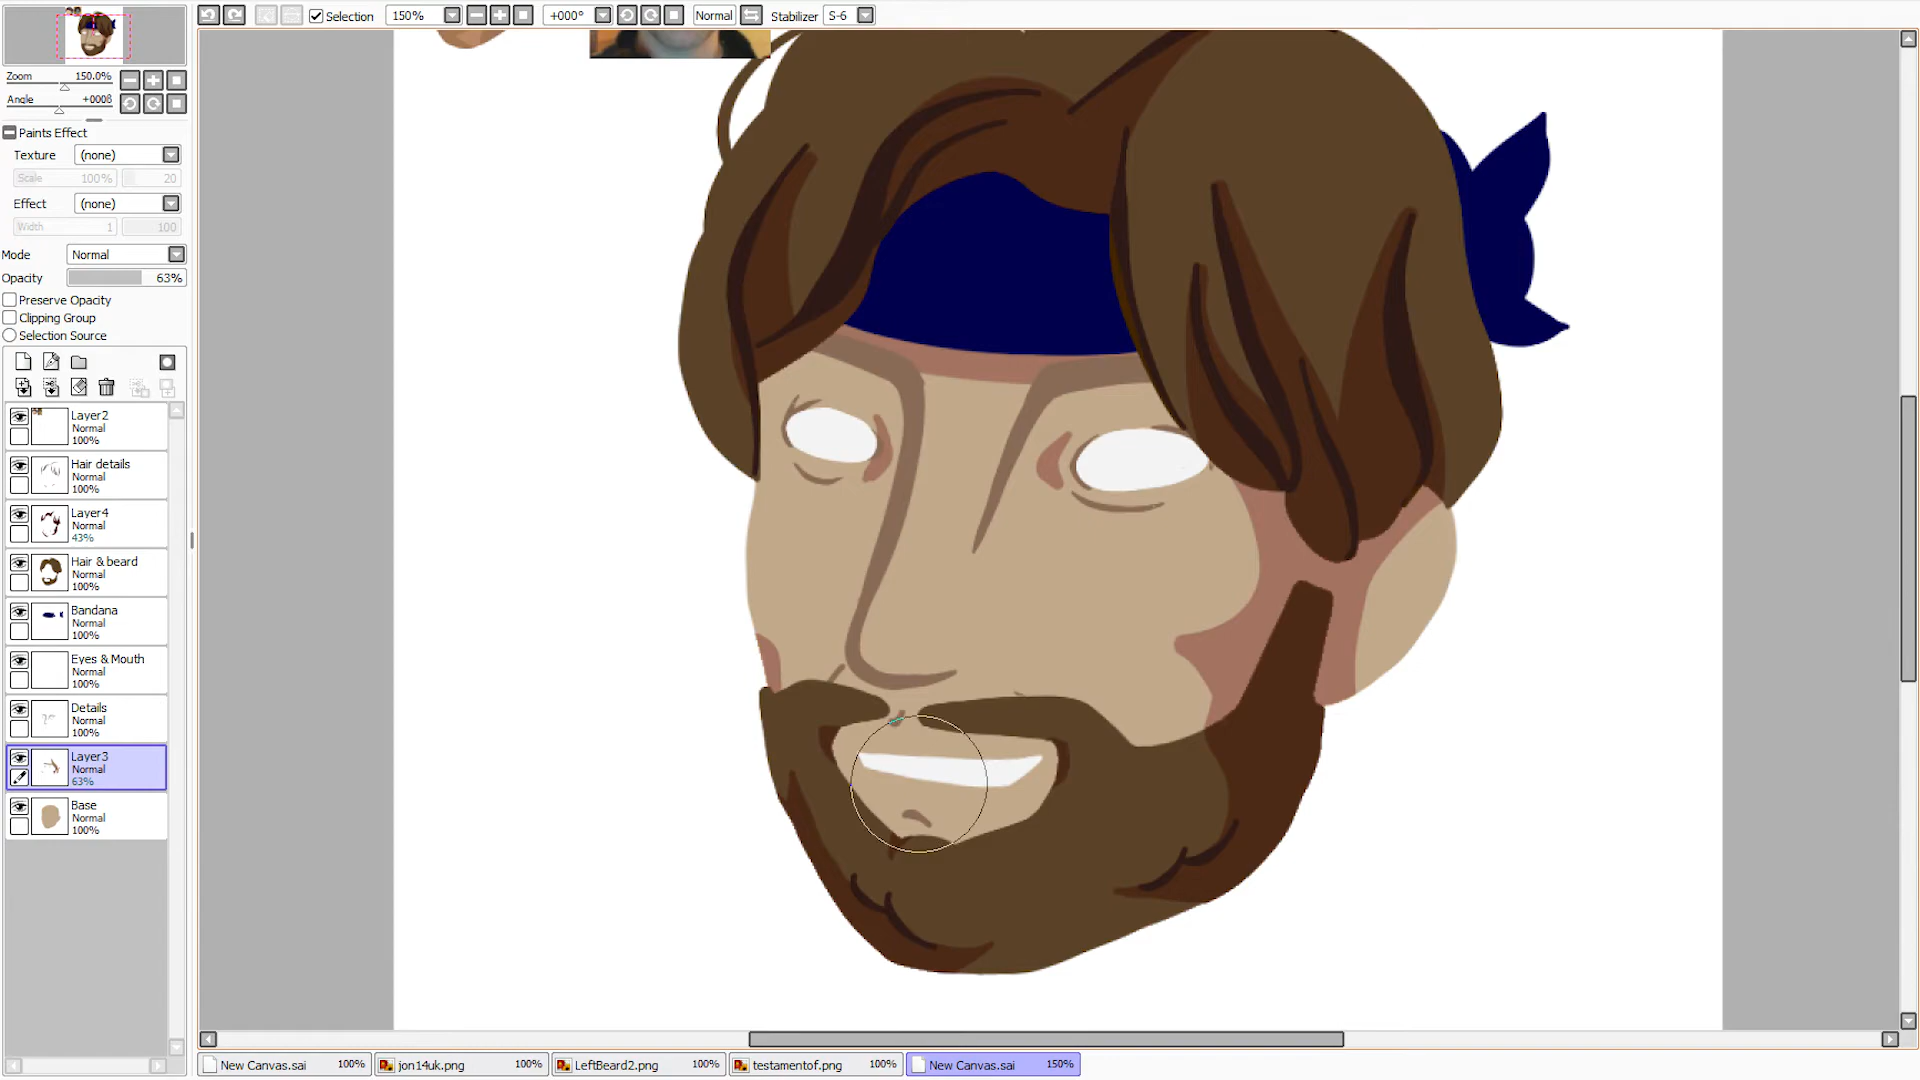 Selection 150% +000° Normal Stabilizer S-6
Zoom 150.0%
Angle +000ß
Paints Effect
Texture (none)
Scale 100% 20
Effect (none)
Width 1 100
Mode Normal
Opacity 63%
Preserve Opacity
Clipping Group
Selection Source
Layer2
Normal
100%
Hair details
Normal
100%
Layer4
Normal
43%
Hair & beard
Normal
100%
Bandana
Normal
100%
Eyes & Mouth
Normal
100%
Details
Normal
100%
Layer3
Normal
63%
Base
Normal
100%
New Canvas.sai 100% jon14uk.png 100% LeftBeard2.png 100% testamentof.png 100% New Canvas.sai 150%